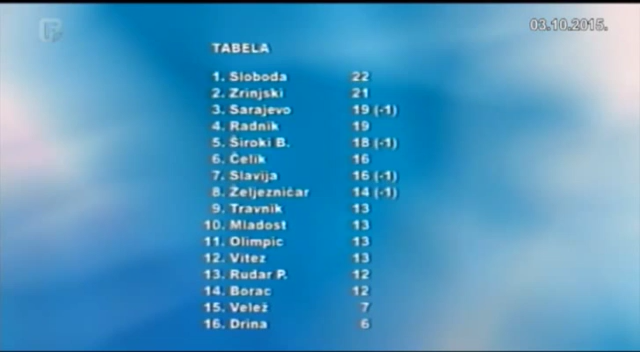 03.10.2015.
TABELA
1. Sloboda 22
2. Zrinjski 21
3. Sarajevo 19 (-1)
4. Radnik 19
5. Široki B. 18 (-1)
6. Čelik 16
7. Slavija 16 (-1)
8. Željezničar 14 (-1)
9. Travnik 13
10. Mladost 13
11. Olimpic 13
12. Vitez 13
13. Rudar P. 12
14. Borac 12
15. Velež 7
16. Drina 6